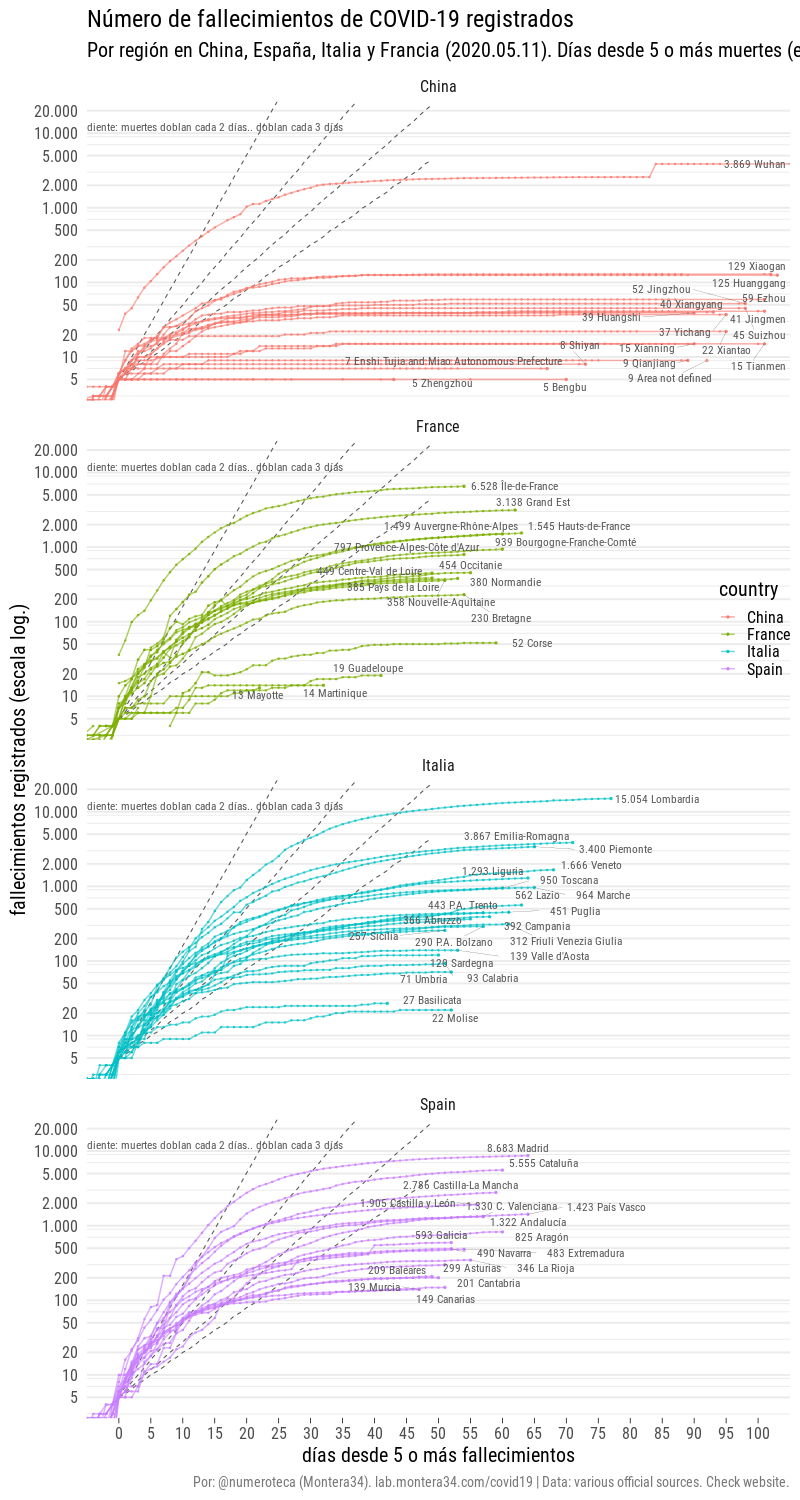 Número de fallecimientos de COVID-19 registrados
Por región en China, España, Italia y Francia (2020.05.11). Días desde 5 o más muertes (e
China
20.000
10.000
5.000
2.000
1.000
500
200
100
50
20
10
5
diente: muertes doblan cada 2 días.. doblan cada 3 días
3.869 Wuhan
129 Xiaogan
125 Huanggang
52 Jingzhou
59 Ezhou
40 Xiangyang
39 Huangshi
41 Jingmen
37 Yichang
45 Suizhou
8 Shiyan
15 Xianning
22 Xiantao
7 Enshi Tujia and Miao Autonomous Prefecture
9 Qianjiang
15 Tianmen
9 Area not defined
5 Zhengzhou
5 Bengbu
France
20.000
10.000
5.000
2.000
1.000
500
200
100
50
20
10
5
diente: muertes doblan cada 2 días.. doblan cada 3 días
6.528 Île-de-France
3.138 Grand Est
1.499 Auvergne-Rhône-Alpes
1.545 Hauts-de-France
797 Provence-Alpes-Côte d'Azur
939 Bourgogne-Franche-Comté
449 Centre-Val de Loire
454 Occitanie
385 Pays de la Loire
380 Normandie
358 Nouvelle-Aquitaine
230 Bretagne
52 Corse
19 Guadeloupe
13 Mayotte
14 Martinique
country
China
France
Italia
Spain
fallecimientos registrados (escala log.)
Italia
20.000
10.000
5.000
2.000
1.000
500
200
100
50
20
10
5
diente: muertes doblan cada 2 días.. doblan cada 3 días
15.054 Lombardia
3.867 Emilia-Romagna
3.400 Piemonte
1.666 Veneto
1.293 Liguria
950 Toscana
562 Lazio
964 Marche
443 P.A. Trento
451 Puglia
366 Abruzzo
392 Campania
257 Sicilia
290 P.A. Bolzano
312 Friuli Venezia Giulia
139 Valle d'Aosta
Sardegna
71 Umbria
93 Calabria
27 Basilicata
22 Molise
Spain
20.000
10.000
5.000
2.000
1.000
500
200
100
50
20
10
5
diente: muertes doblan cada 2 días.. doblan cada 3 días
8.683 Madrid
5.555 Cataluña
2.786 Castilla-La Mancha
1.905 Castilla y León
1.330 C. Valenciana
1.423 País Vasco
1.322 Andalucía
593 Galicia
825 Aragón
490 Navarra
483 Extremadura
209 Baleares
299 Asturias
346 La Rioja
139 Murcia
201 Cantabria
149 Canarias
0 5 10 15 20 25 30 35 40 45 50 55 60 65 70 75 80 85 90 95 100
días desde 5 o más fallecimientos
Por: @numeroteca (Montera34). lab.montera34.com/covid19 | Data: various official sources. Check website.